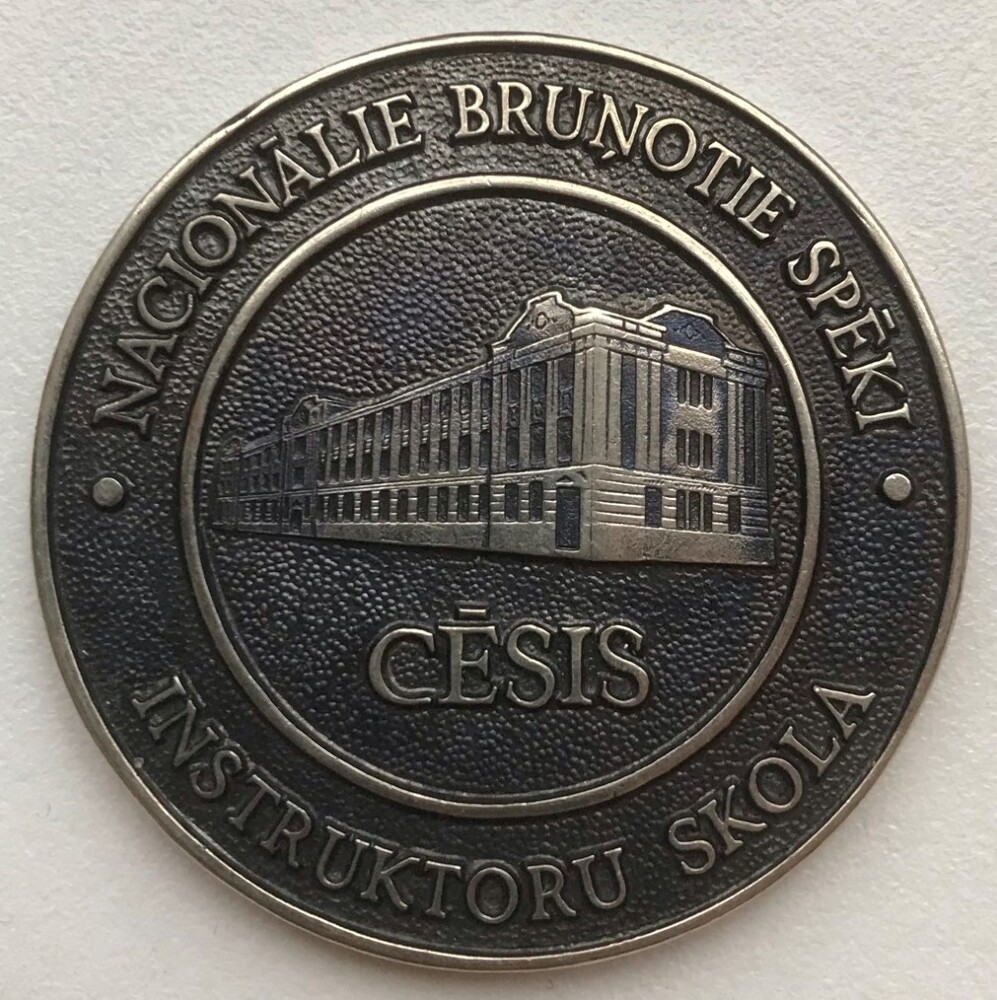 NACIONĀLIE BRUŅOTIE SPĒKI
CĒSIS
INSTRUKTORU SKOLA